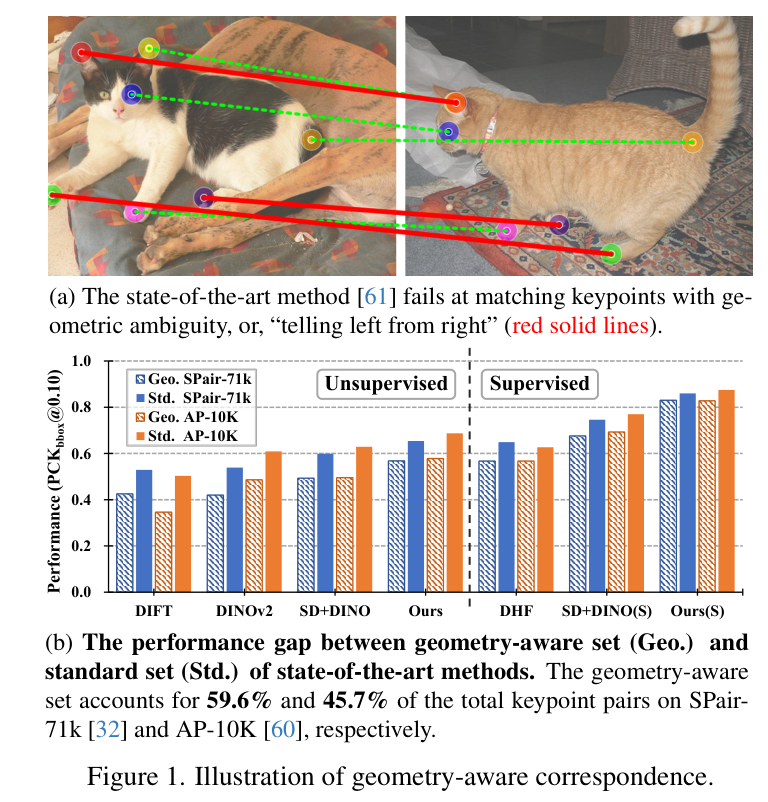 (a) The state-of-the-art method [61] fails at matching keypoints with ge-
ometric ambiguity, or, “telling left from right” (red solid lines).
1.0
0.8
0.6
0.4
0.2
0.0
Performance (PCKbbox@0.10)
Geo. SPair-71k
Std. SPair-71k
Geo. AP-10K
Std. AP-10K
Unsupervised
Supervised
DIFT
DINOv2
SD+DINO
Ours
DHF
SD+DINO(S)
Ours(S)
(b) The performance gap between geometry-aware set (Geo.) and
standard set (Std.) of state-of-the-art methods. The geometry-aware
set accounts for 59.6% and 45.7% of the total keypoint pairs on SPair-
71k [32] and AP-10K [60], respectively.
Figure 1. Illustration of geometry-aware correspondence.